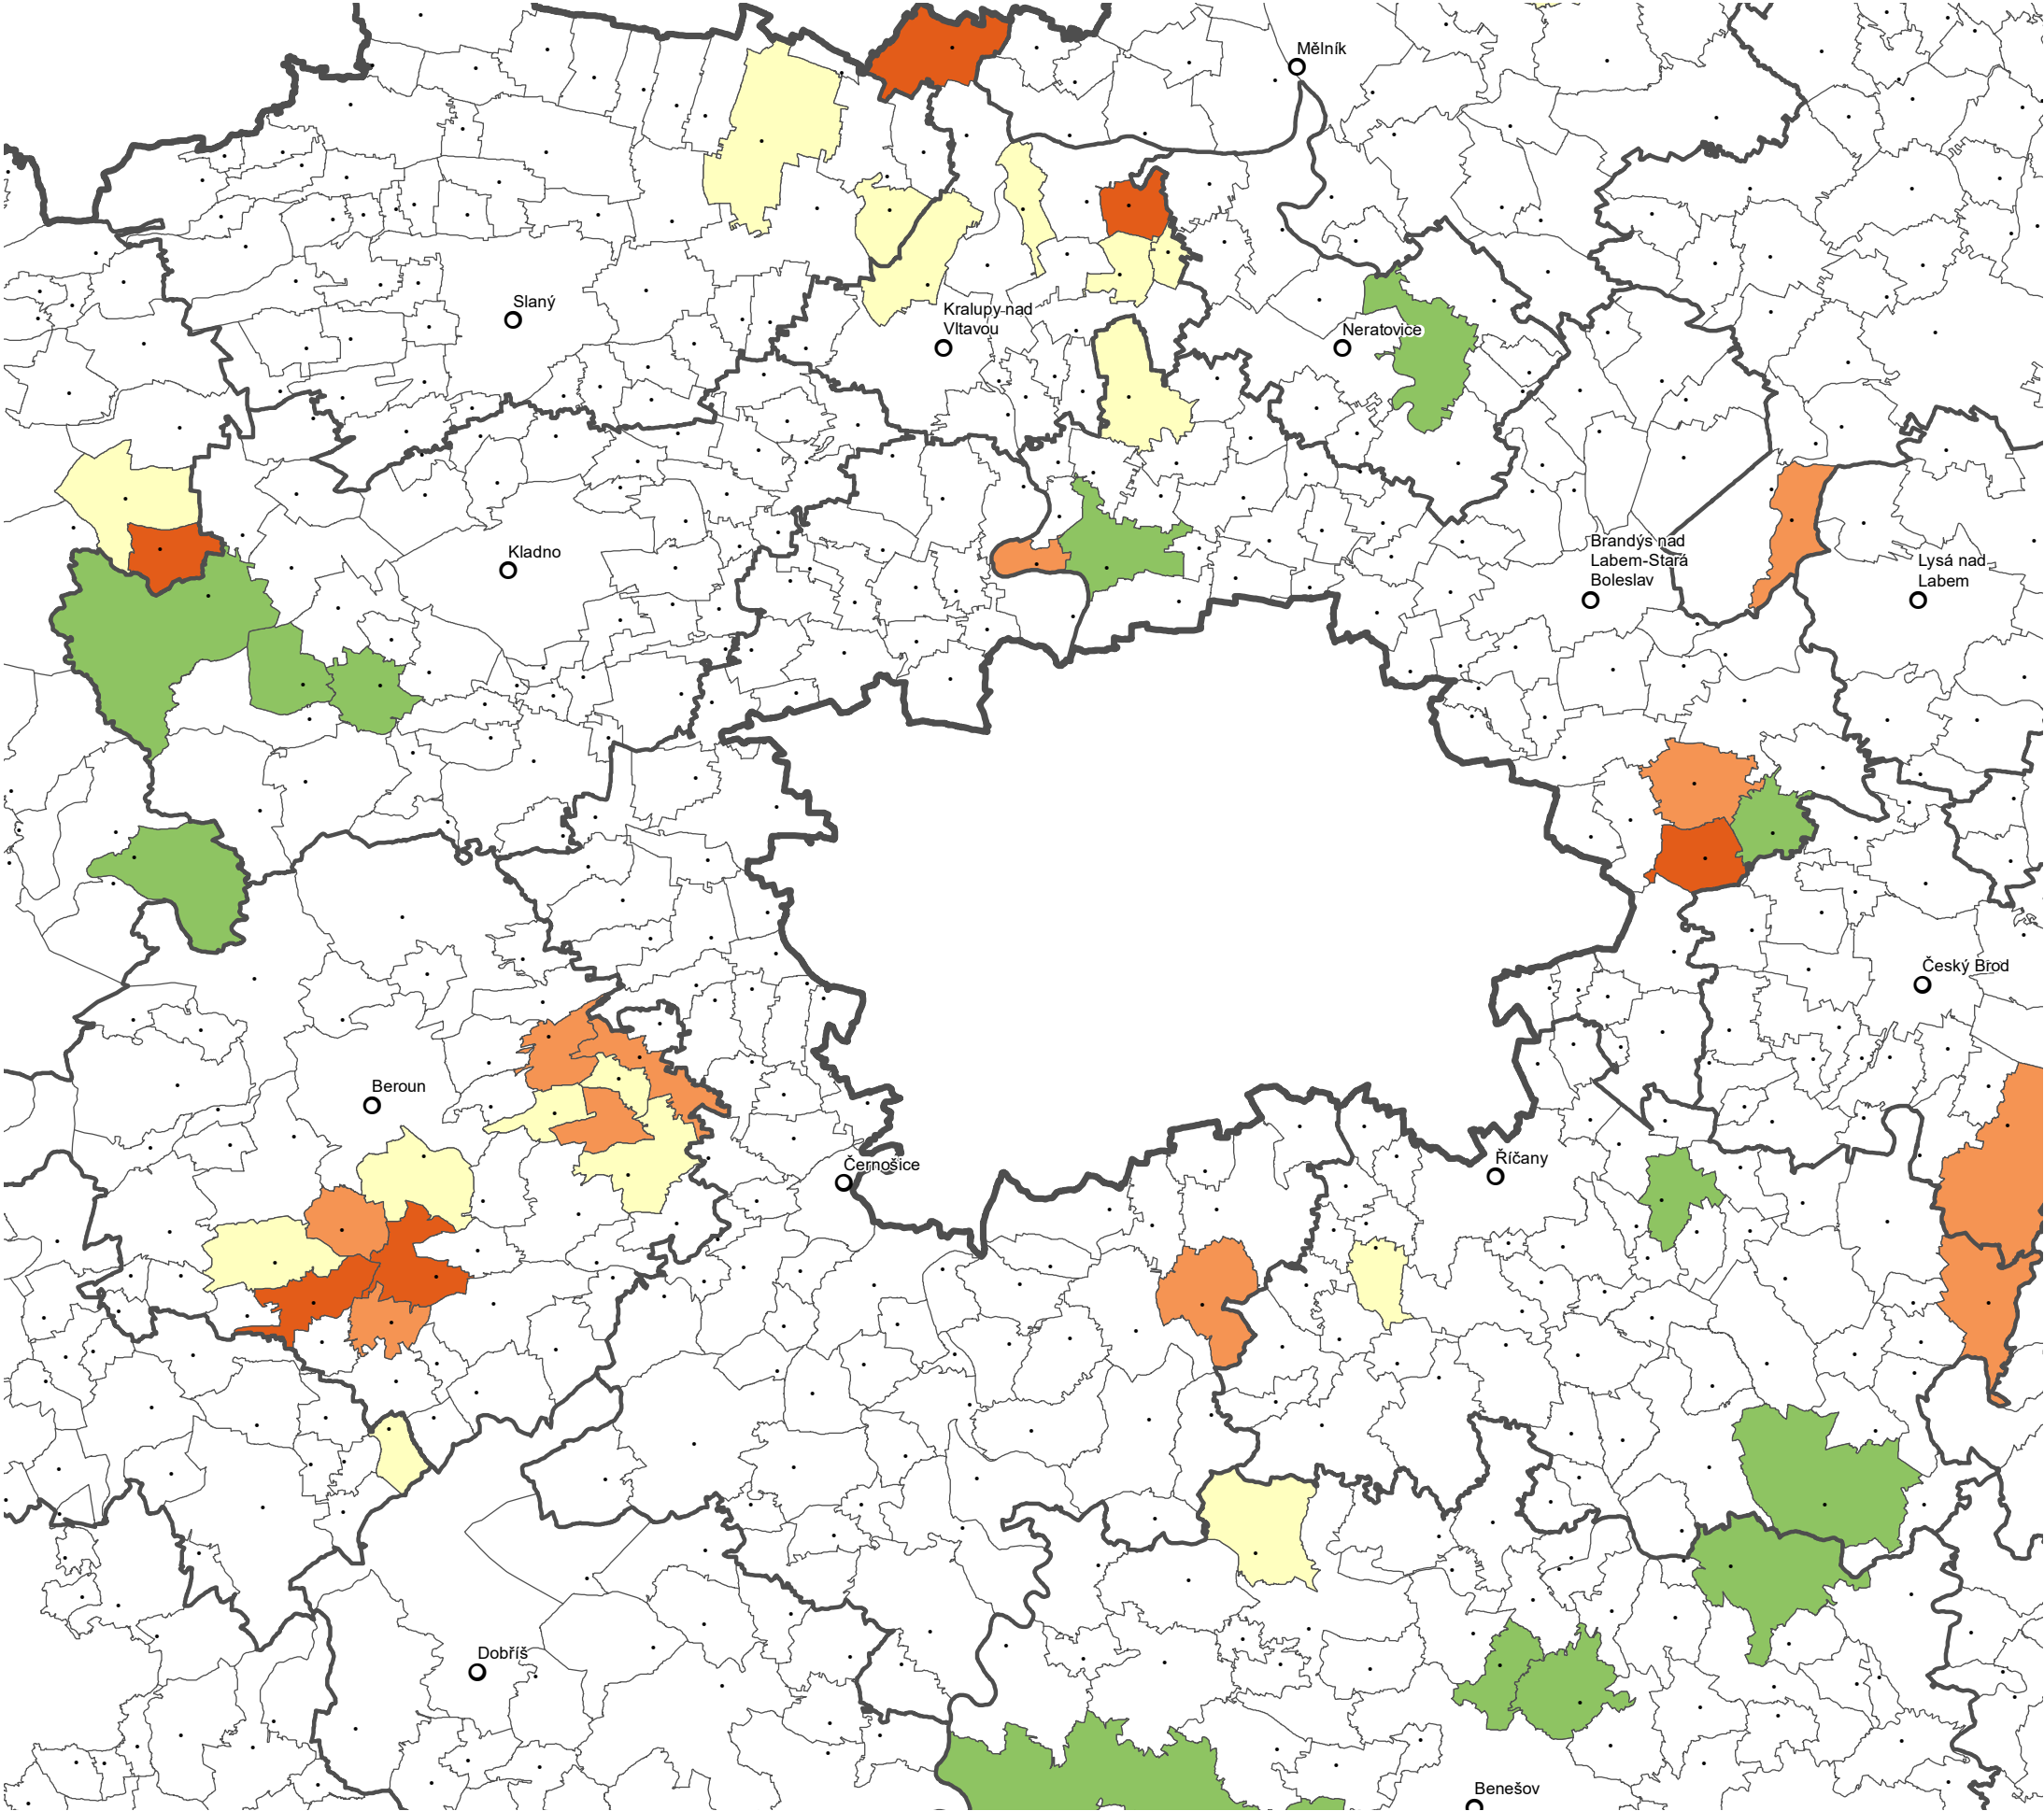 Mělník
Slaný
Kralupy nad
Vltavou
Neratovice
Kladno
Brandýs nad
Labem-Stará
Boleslav
Lysá nad
Labem
Český Brod
Beroun
Černošice
Říčany
Dobříš
Benešov